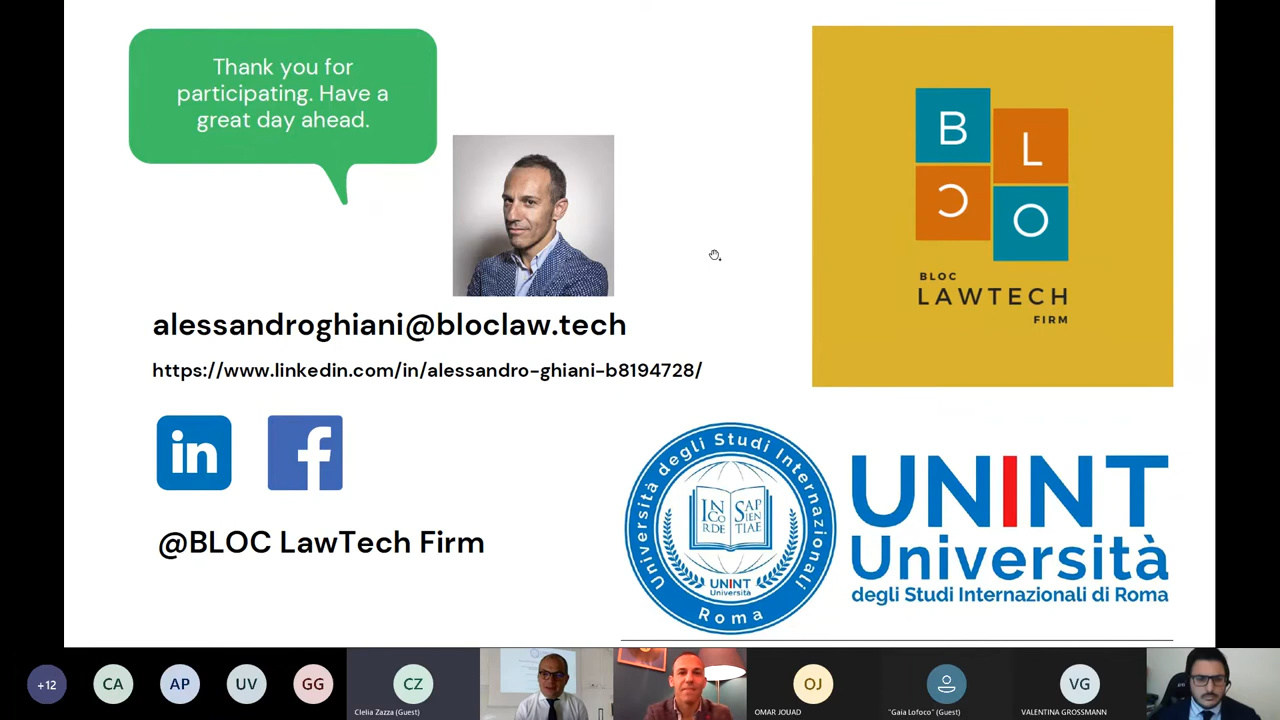 Thank you for
participating. Have a
great day ahead.
B
L
C
O
BLOC
LAWTECH
FIRM
alessandroghiani@bloclaw.tech
https://www.linkedin.com/in/alessandro-ghiani-b8194728/
in
f
@BLOC LawTech Firm
Università degli Studi Internazionali
Roma
IN SAP
CORDE IENTIAE
UNINT
Università
UNINT
Università
degli Studi Internazionali di Roma
+12
CA
AP
UV
GG
CZ
OJ
VG
Clelia Zazza (Guest)
OMAR JOUAD
"Gaia Lofoco" (Guest)
VALENTINA GROSSMANN